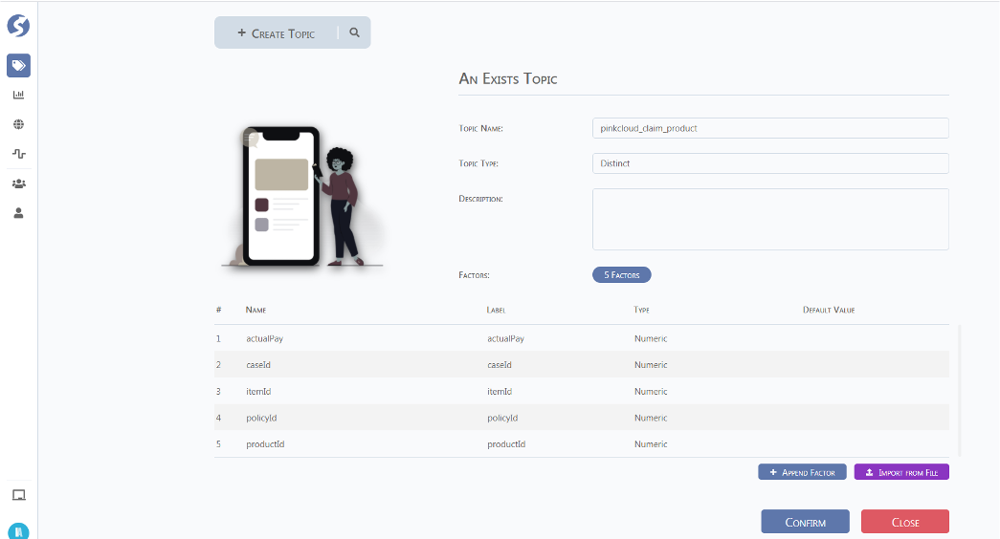 + Create Topic
An Exists Topic
Topic Name: pinkcloud_claim_product
Topic Type: Distinct
Description:
Factors: 5 Factors
# Name Label Type Default Value
1 actualPay actualPay Numeric
2 caseId caseId Numeric
3 itemId itemId Numeric
4 policyId policyId Numeric
5 productId productId Numeric
+ Append Factor Import from File
Confirm Close